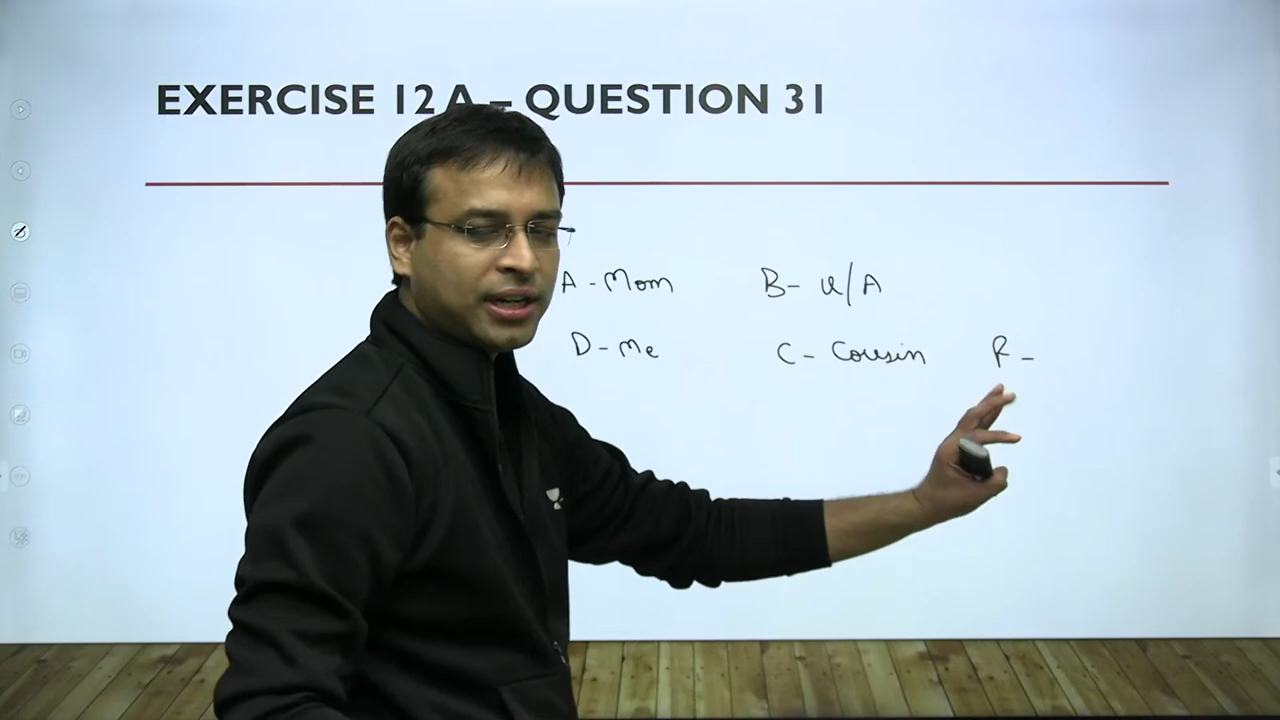 EXERCISE 12A – QUESTION 31
A - Mom B- U/A
D - Me C - Cousin R -